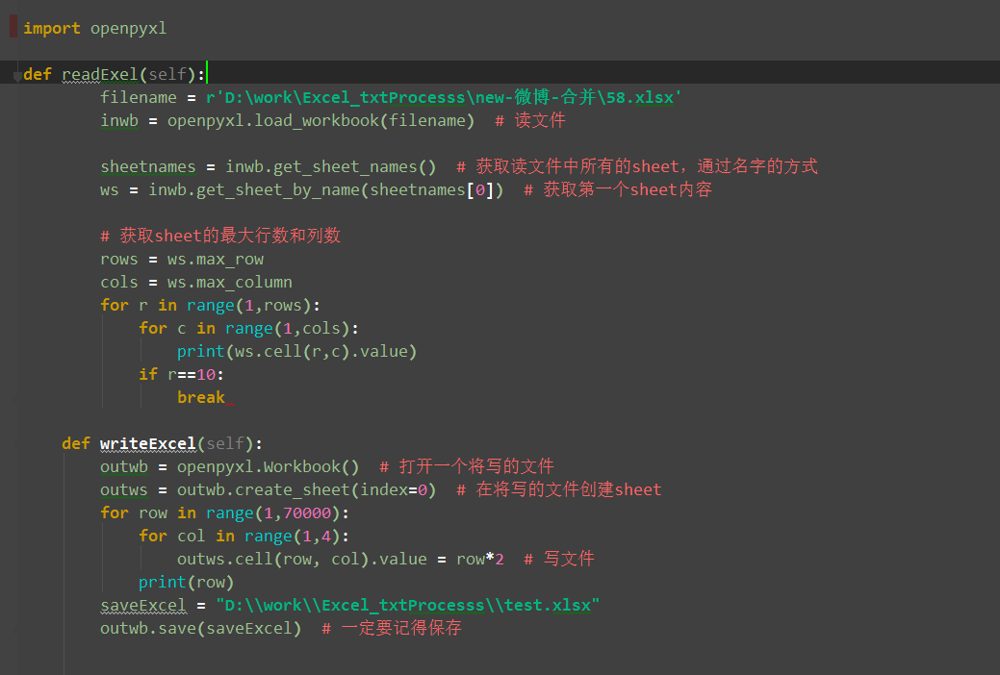 import openpyxl
def readExel(self):
filename = r'D:\work\Excel_txtProcesss\new-微博-合并\58.xlsx'
inwb = openpyxl.load_workbook(filename)  # 读文件
sheetnames = inwb.get_sheet_names()  # 获取读文件中所有的sheet，通过名字的方式
ws = inwb.get_sheet_by_name(sheetnames[0])  # 获取第一个sheet内容
# 获取sheet的最大行数和列数
rows = ws.max_row
cols = ws.max_column
for r in range(1,rows):
for c in range(1,cols):
print(ws.cell(r,c).value)
if r==10:
break
def writeExcel(self):
outwb = openpyxl.Workbook()  # 打开一个将写的文件
outws = outwb.create_sheet(index=0)  # 在将写的文件创建sheet
for row in range(1,70000):
for col in range(1,4):
outws.cell(row, col).value = row*2  # 写文件
print(row)
saveExcel = "D:\\work\\Excel_txtProcesss\\test.xlsx"
outwb.save(saveExcel)  # 一定要记得保存